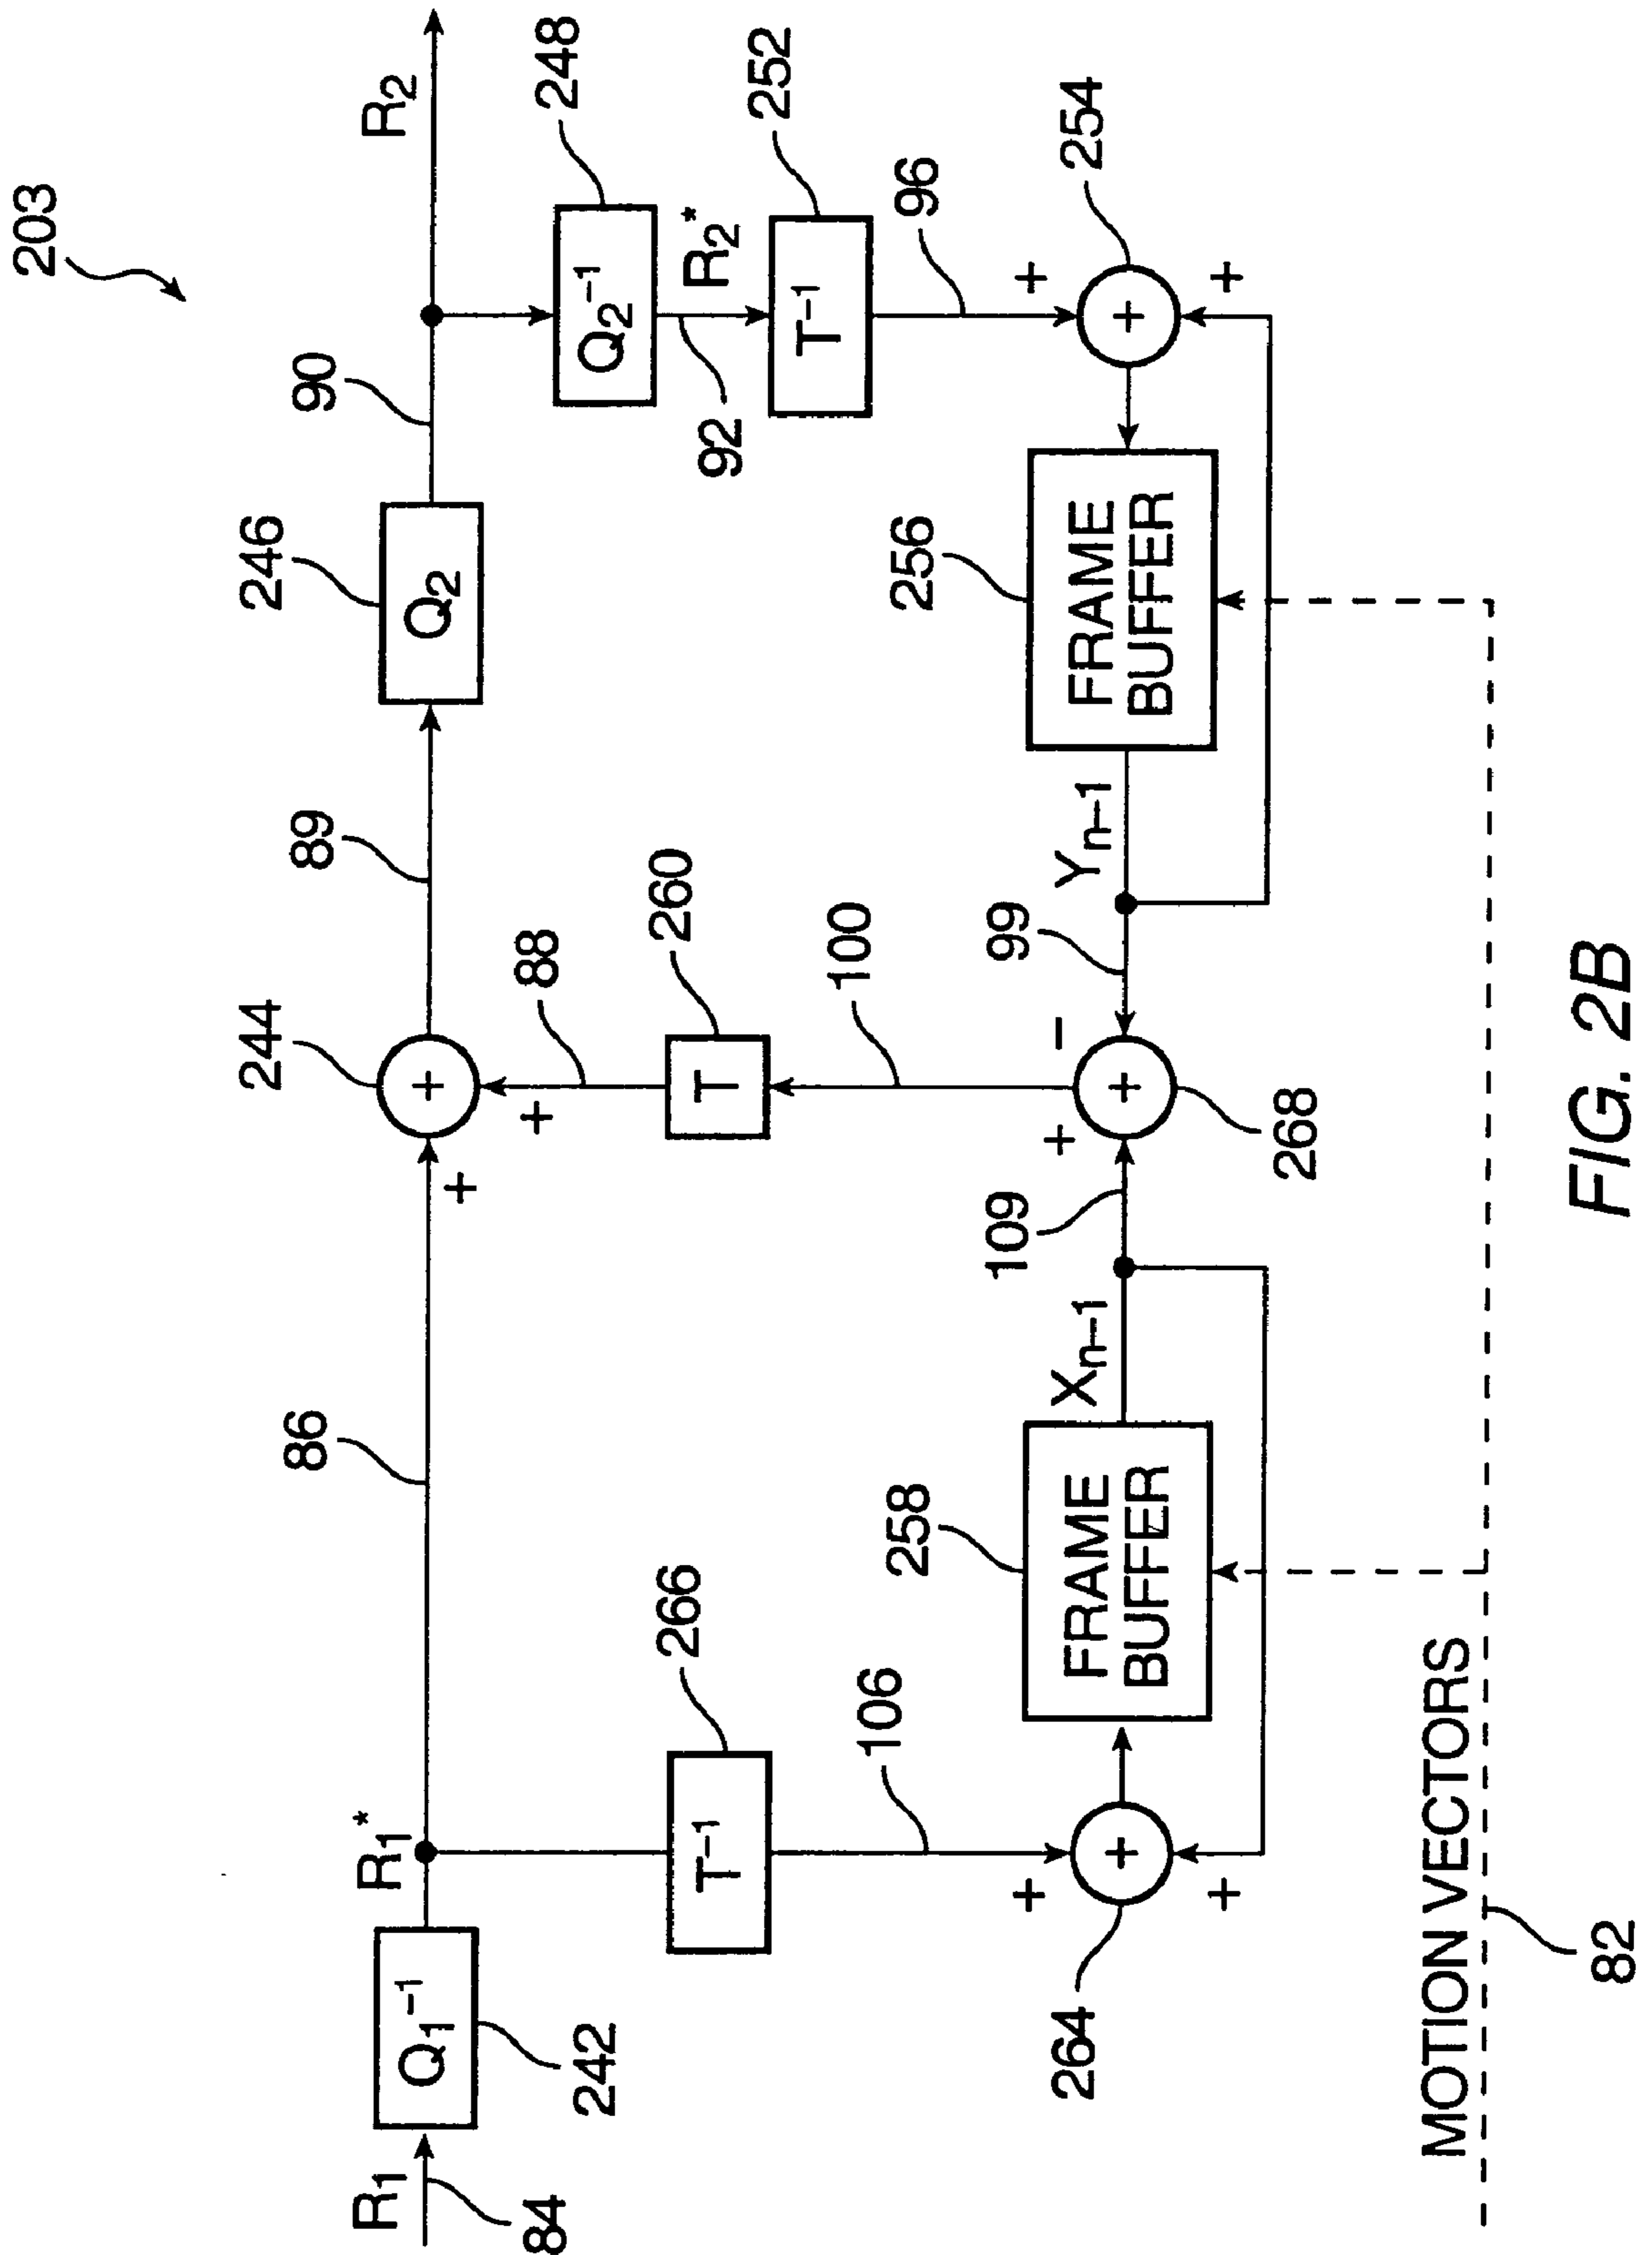 203
R₁
84
Q₁⁻¹
242
R₁*
86
+
244
+
89
Q₂
246
90
R₂
266
T⁻¹
106
+
88
T
260
100
Q₂⁻¹
248
92
R₂*
T⁻¹
252
96
264
+
+
+
FRAME
BUFFER
258
Xₙ₋₁
109
+
−
+
268
99
Yₙ₋₁
FRAME
BUFFER
256
+
+
+
254
MOTION VECTORS
82
FIG. 2B